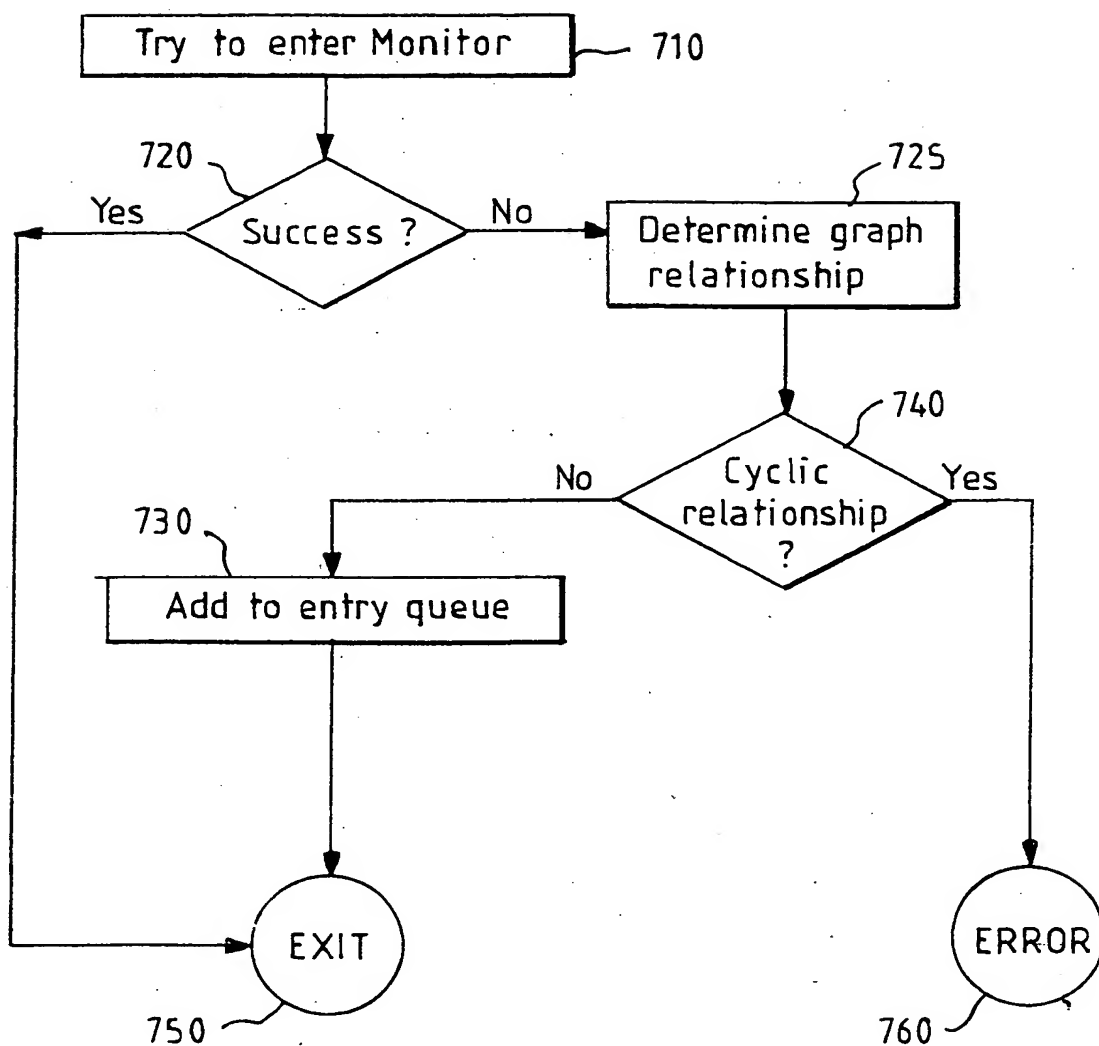 Try to enter Monitor
710
720
725
Yes
Success ?
No
Determine graph
relationship
740
No
Cyclic
relationship
?
Yes
730
Add to entry queue
EXIT
ERROR
750
760